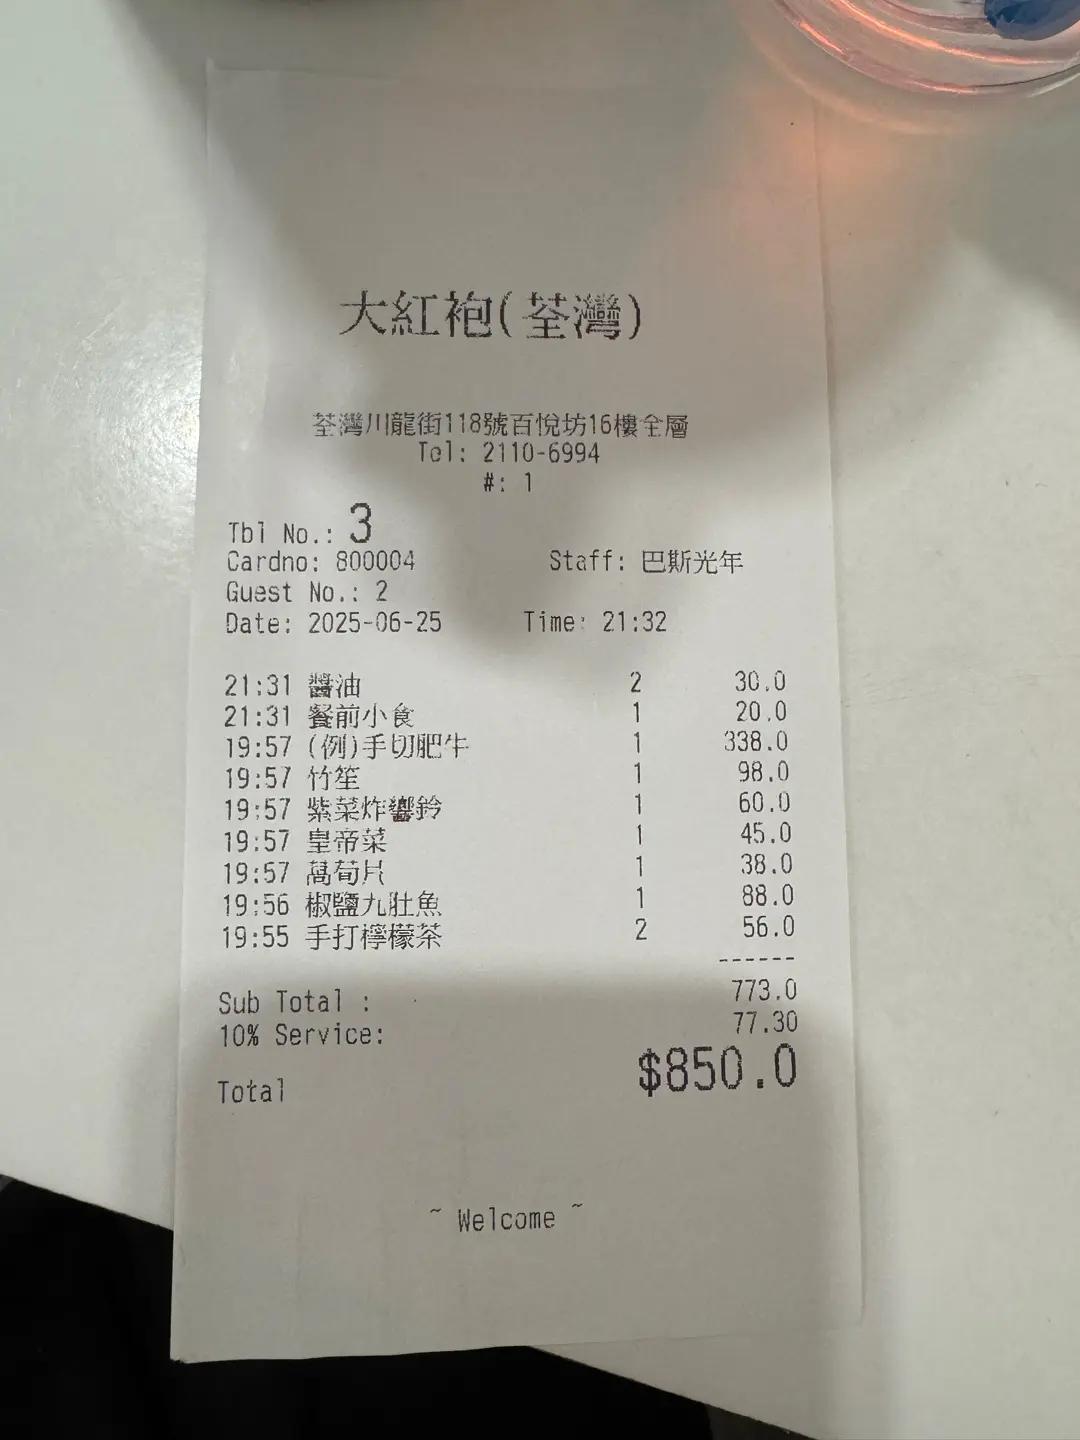 大紅袍(荃灣)
荃灣川龍街118號百悅坊16樓全層
Tel: 2110-6994
#: 1
Tbl No.: 3
Cardno: 800004 Staff: 巴斯光年
Guest No.: 2
Date: 2025-06-25 Time: 21:32
21:31 醬油 2 30.0
21:31 餐前小食 1 20.0
19:57 (例)手切肥牛 1 338.0
19:57 竹笙 1 98.0
19:57 紫菜炸響鈴 1 60.0
19:57 皇帝菜 1 45.0
19:57 萵荀片 1 38.0
19:56 椒鹽九肚魚 1 88.0
19:55 手打檸檬茶 2 56.0
------
Sub Total : 773.0
10% Service: 77.30
Total $850.0
~ Welcome ~